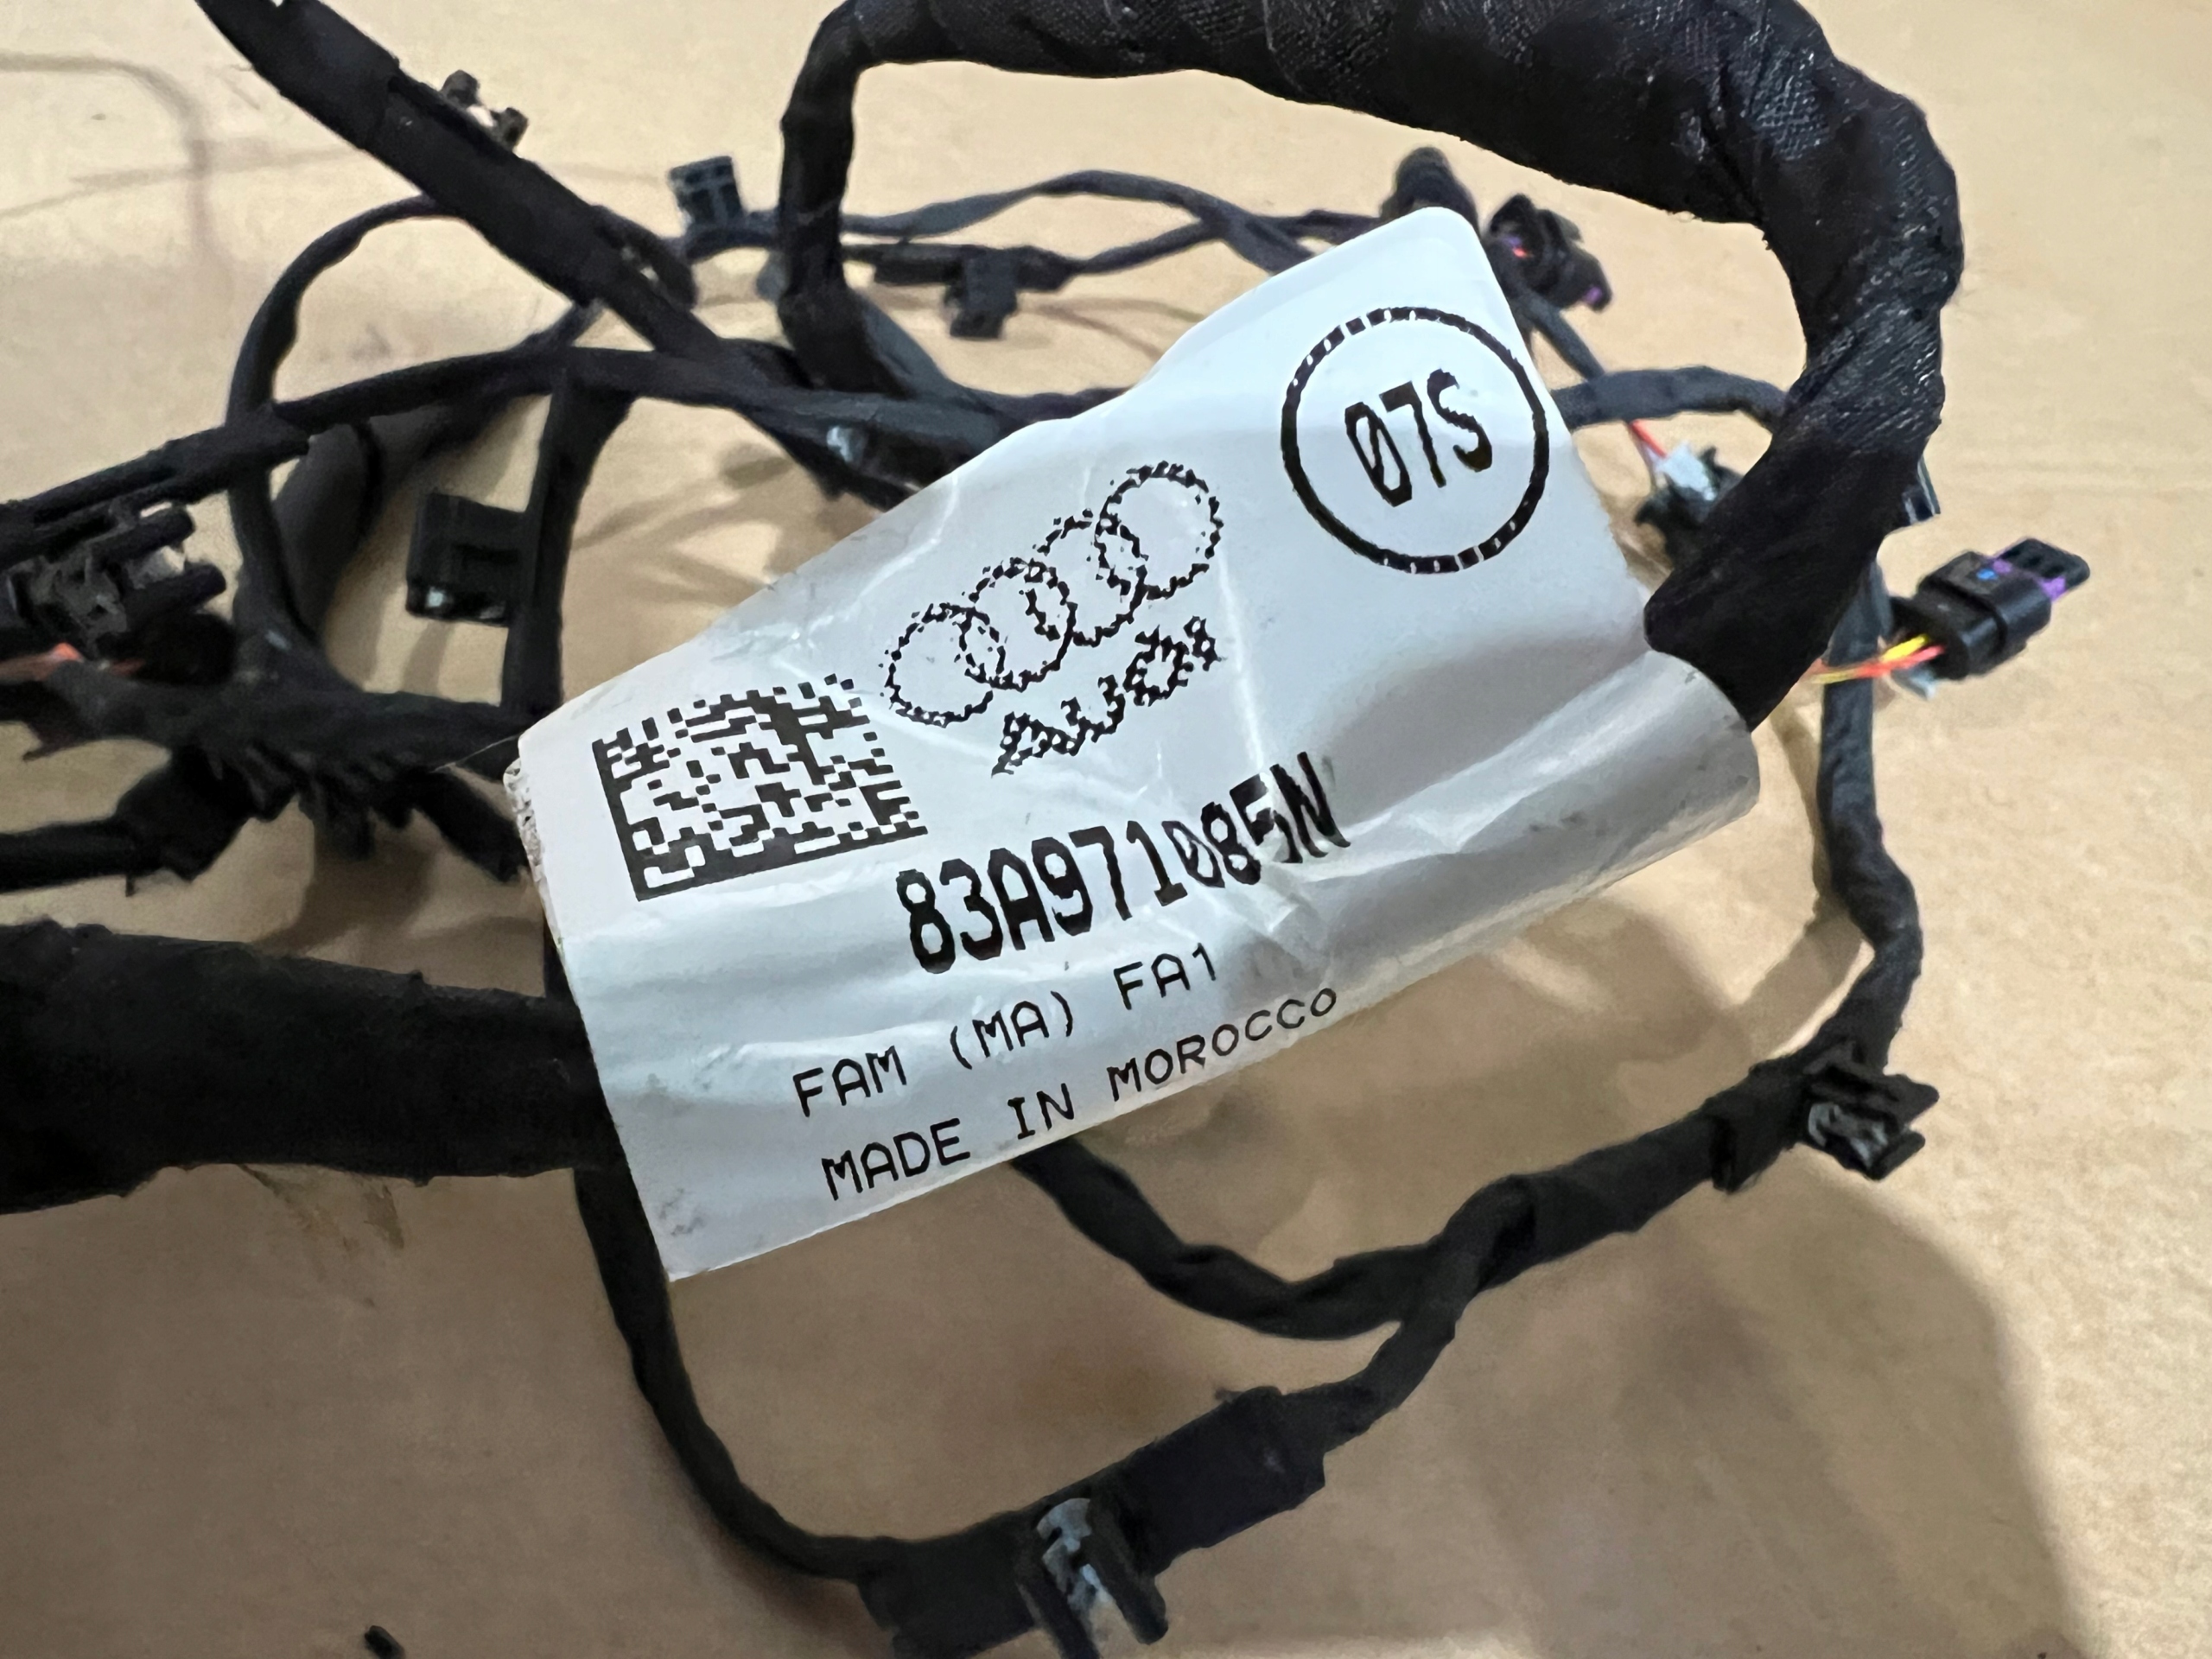 07S
Audi
83A971085N
FAM (MA) FA1
MADE IN MOROCCO